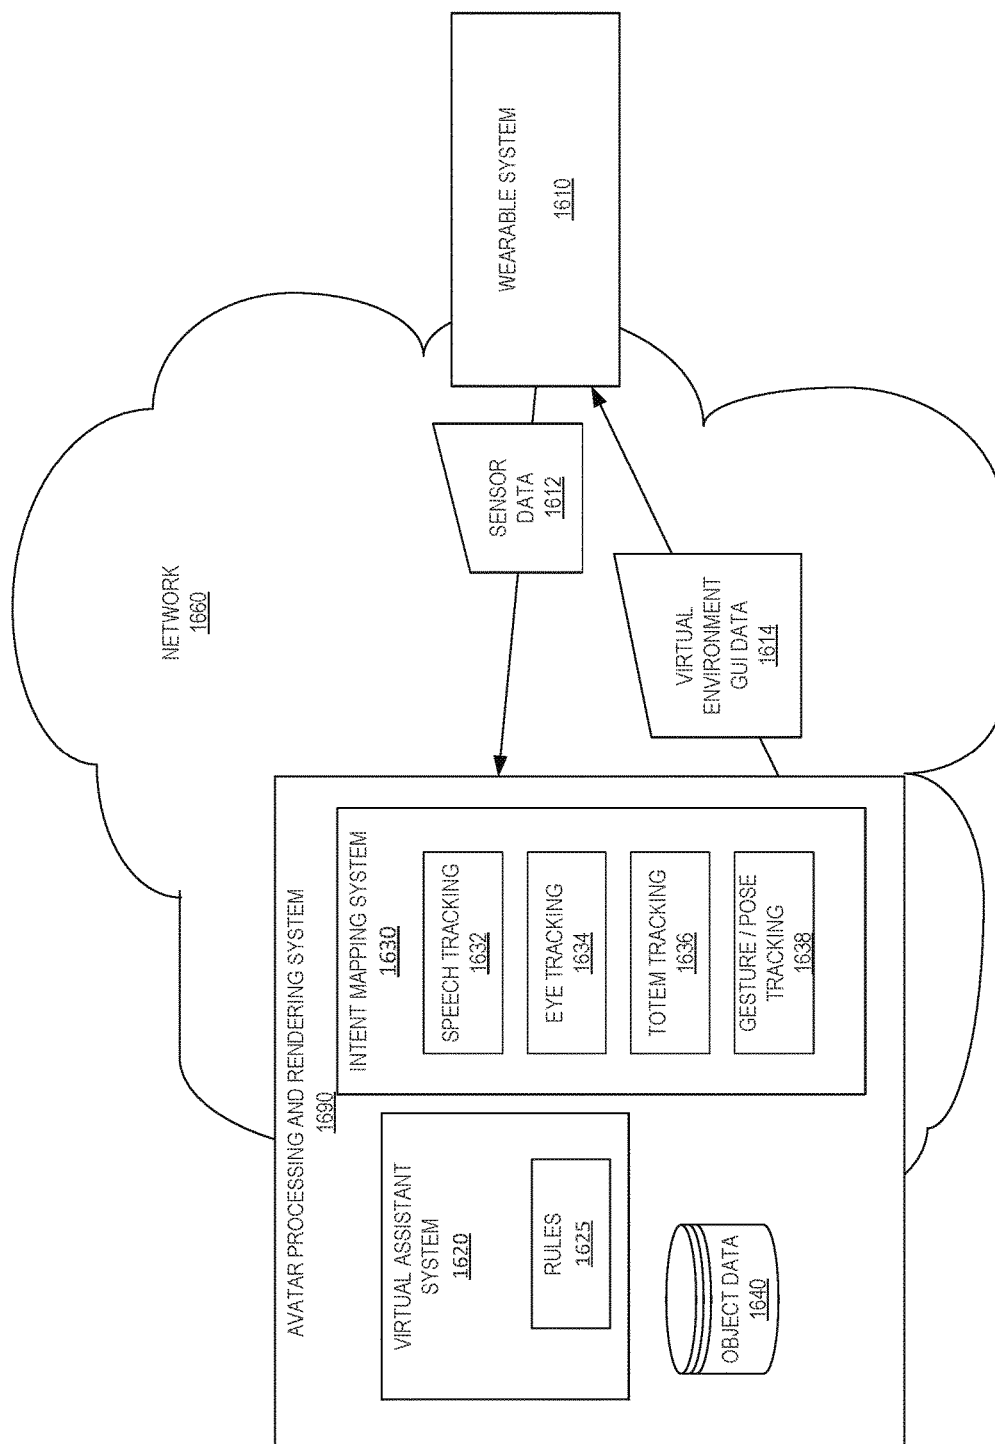 AVATAR PROCESSING AND RENDERING SYSTEM
1690
VIRTUAL ASSISTANT
SYSTEM
1620
RULES
1625
OBJECT DATA
1640
INTENT MAPPING SYSTEM
1630
SPEECH TRACKING
1632
EYE TRACKING
1634
TOTEM TRACKING
1636
GESTURE / POSE
TRACKING
1638
NETWORK
1660
SENSOR
DATA
1612
VIRTUAL
ENVIRONMENT
GUI DATA
1614
WEARABLE SYSTEM
1610